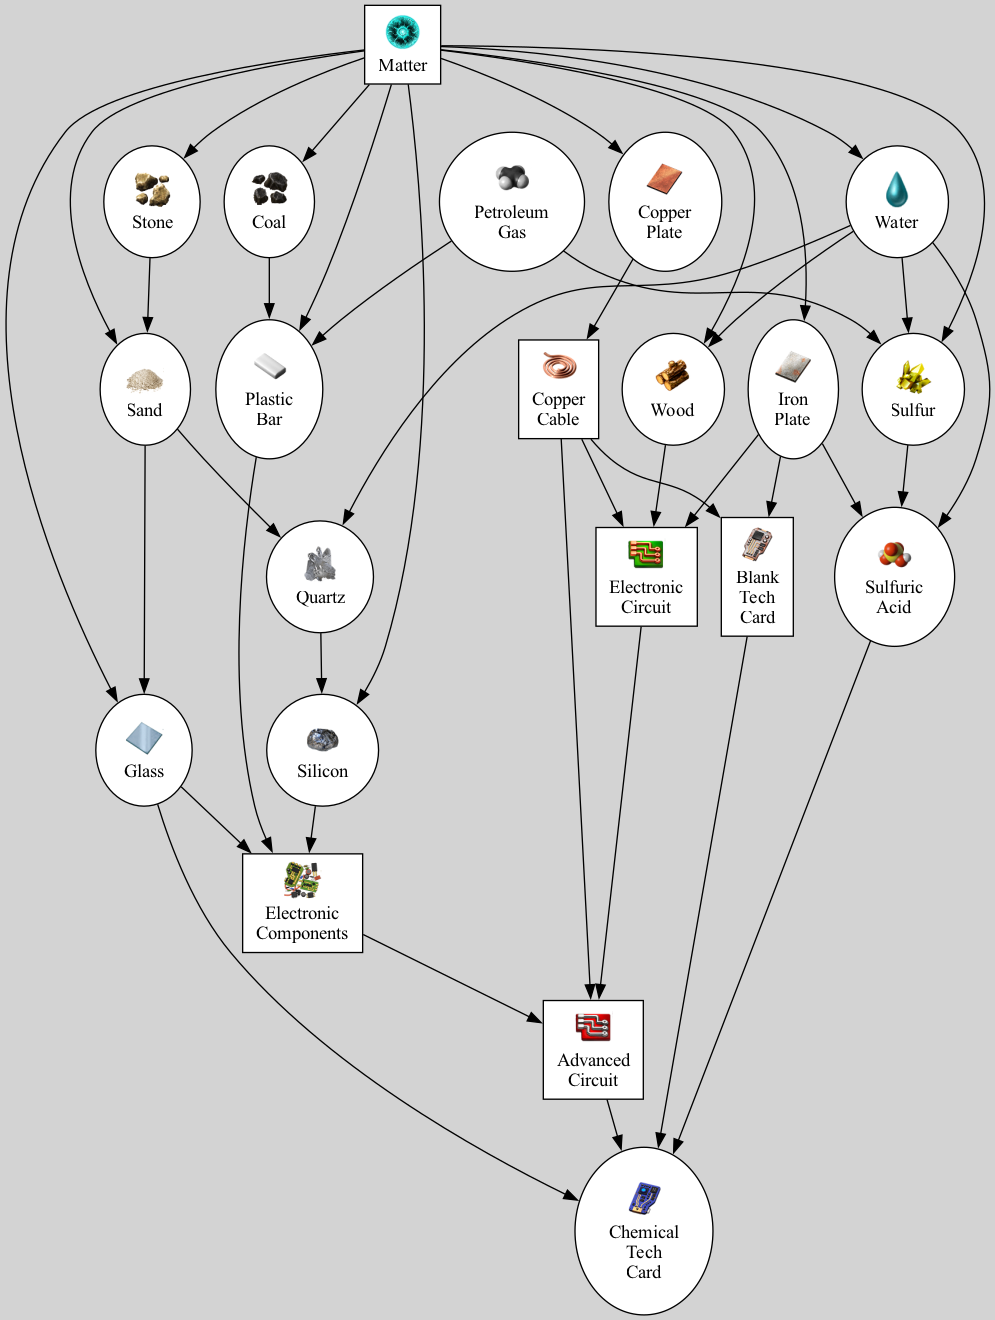 Matter
Stone
Coal
Petroleum
Gas
Copper
Plate
Water
Sand
Plastic
Bar
Copper
Cable
Wood
Iron
Plate
Sulfur
Quartz
Electronic
Circuit
Blank
Tech
Card
Sulfuric
Acid
Glass
Silicon
Electronic
Components
Advanced
Circuit
Chemical
Tech
Card